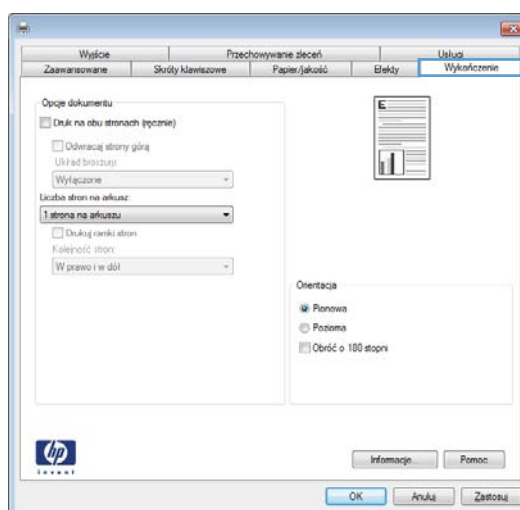 Wyjście Przechowywanie zleceń Usługi
Zaawansowane Skróty klawiszowe Papier/jakość Efekty Wykończenie
Opcje dokumentu
Druk na obu stronach (ręcznie)
Odwracaj strony górą
Układ broszury:
Wyłączone
Liczba stron na arkusz:
1 strona na arkuszu
Drukuj ramki stron
Kolejność stron:
W prawo i w dół
E
Orientacja
Pionowa
Pozioma
Obróć o 180 stopni
hp
invent
Informacje... Pomoc
OK Anuluj Zastosuj